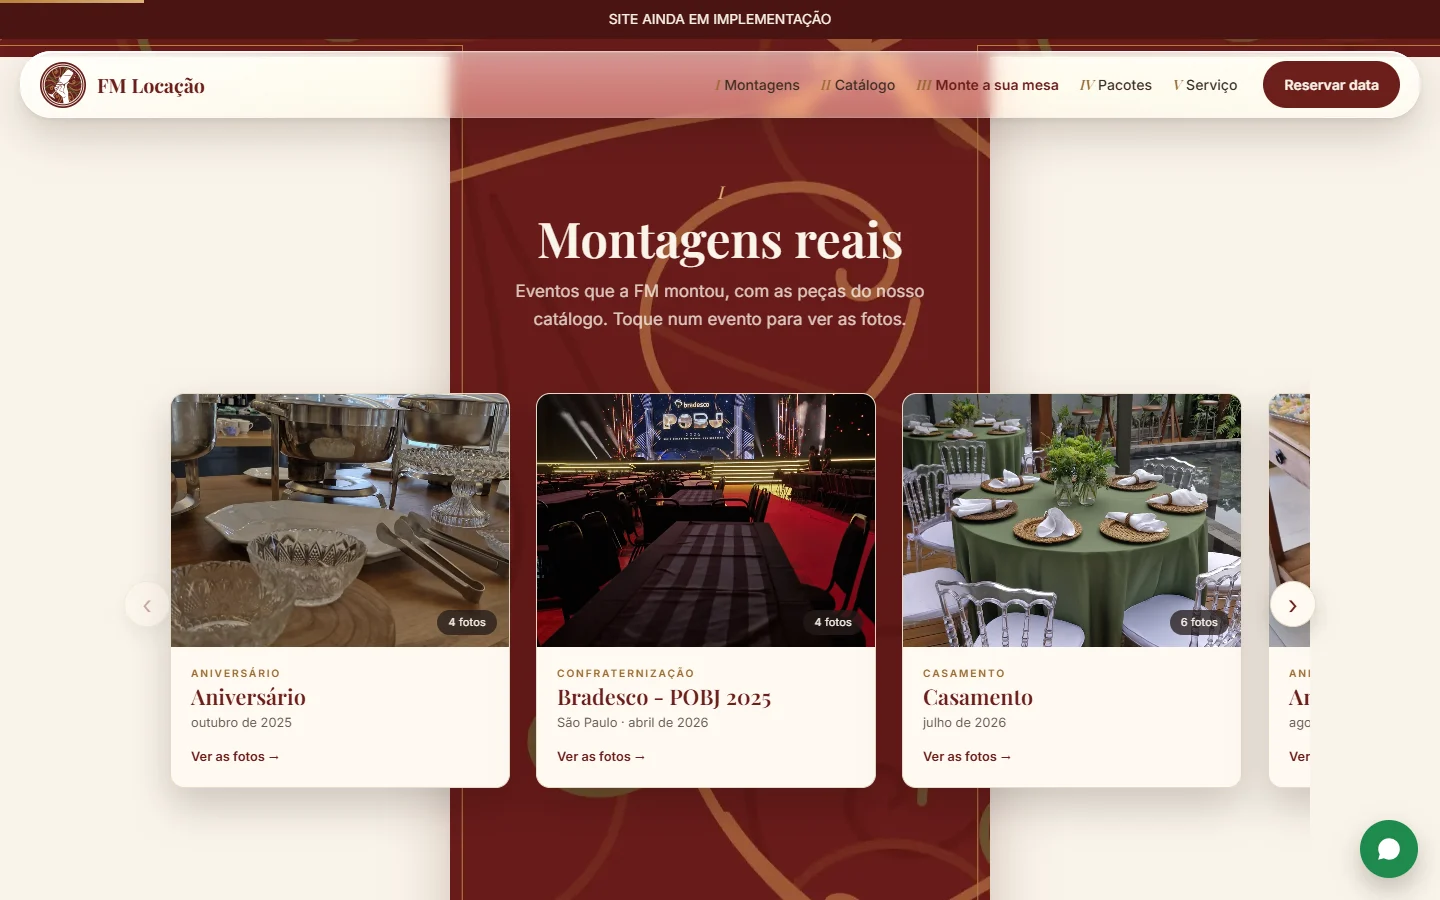 SITE AINDA EM IMPLEMENTAÇÃO
FM Locação
I Montagens
II Catálogo
III Monte a sua mesa
IV Pacotes
V Serviço
Reservar data
I
Montagens reais
Eventos que a FM montou, com as peças do nosso
catálogo. Toque num evento para ver as fotos.
bradesco
POBJ
4 fotos
4 fotos
6 fotos
ANIVERSÁRIO
Aniversário
outubro de 2025
Ver as fotos →
CONFRATERNIZAÇÃO
Bradesco - POBJ 2025
São Paulo · abril de 2026
Ver as fotos →
CASAMENTO
Casamento
julho de 2026
Ver as fotos →
Ver